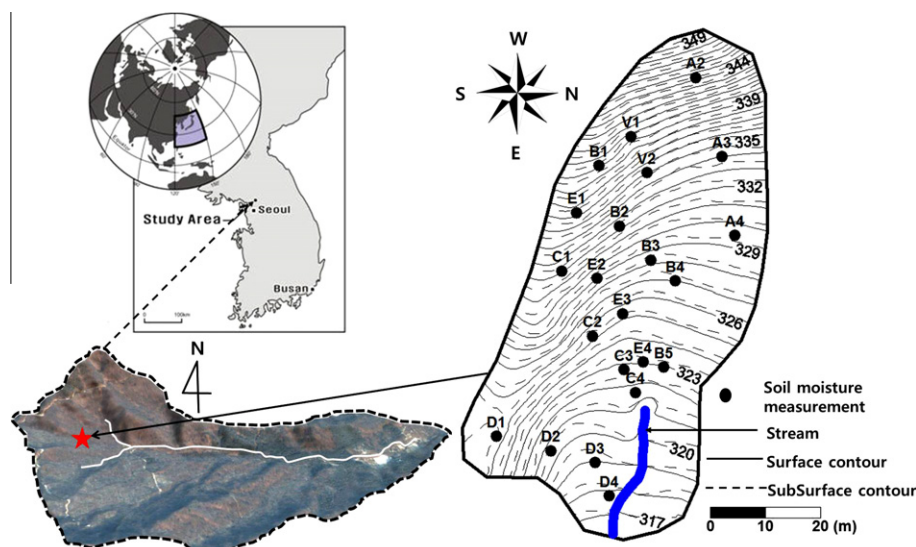 Study Area
Seoul
Busan
0
100km
N
W
S
N
E
349
A2
344
339
V1
A3
335
B1
V2
332
E1
B2
A4
329
B3
C1
E2
B4
E3
326
C2
E4
C3
B5
323
C4
D1
D2
D3
320
D4
317
Soil moisture
measurement
Stream
Surface contour
SubSurface contour
0 10 20 (m)